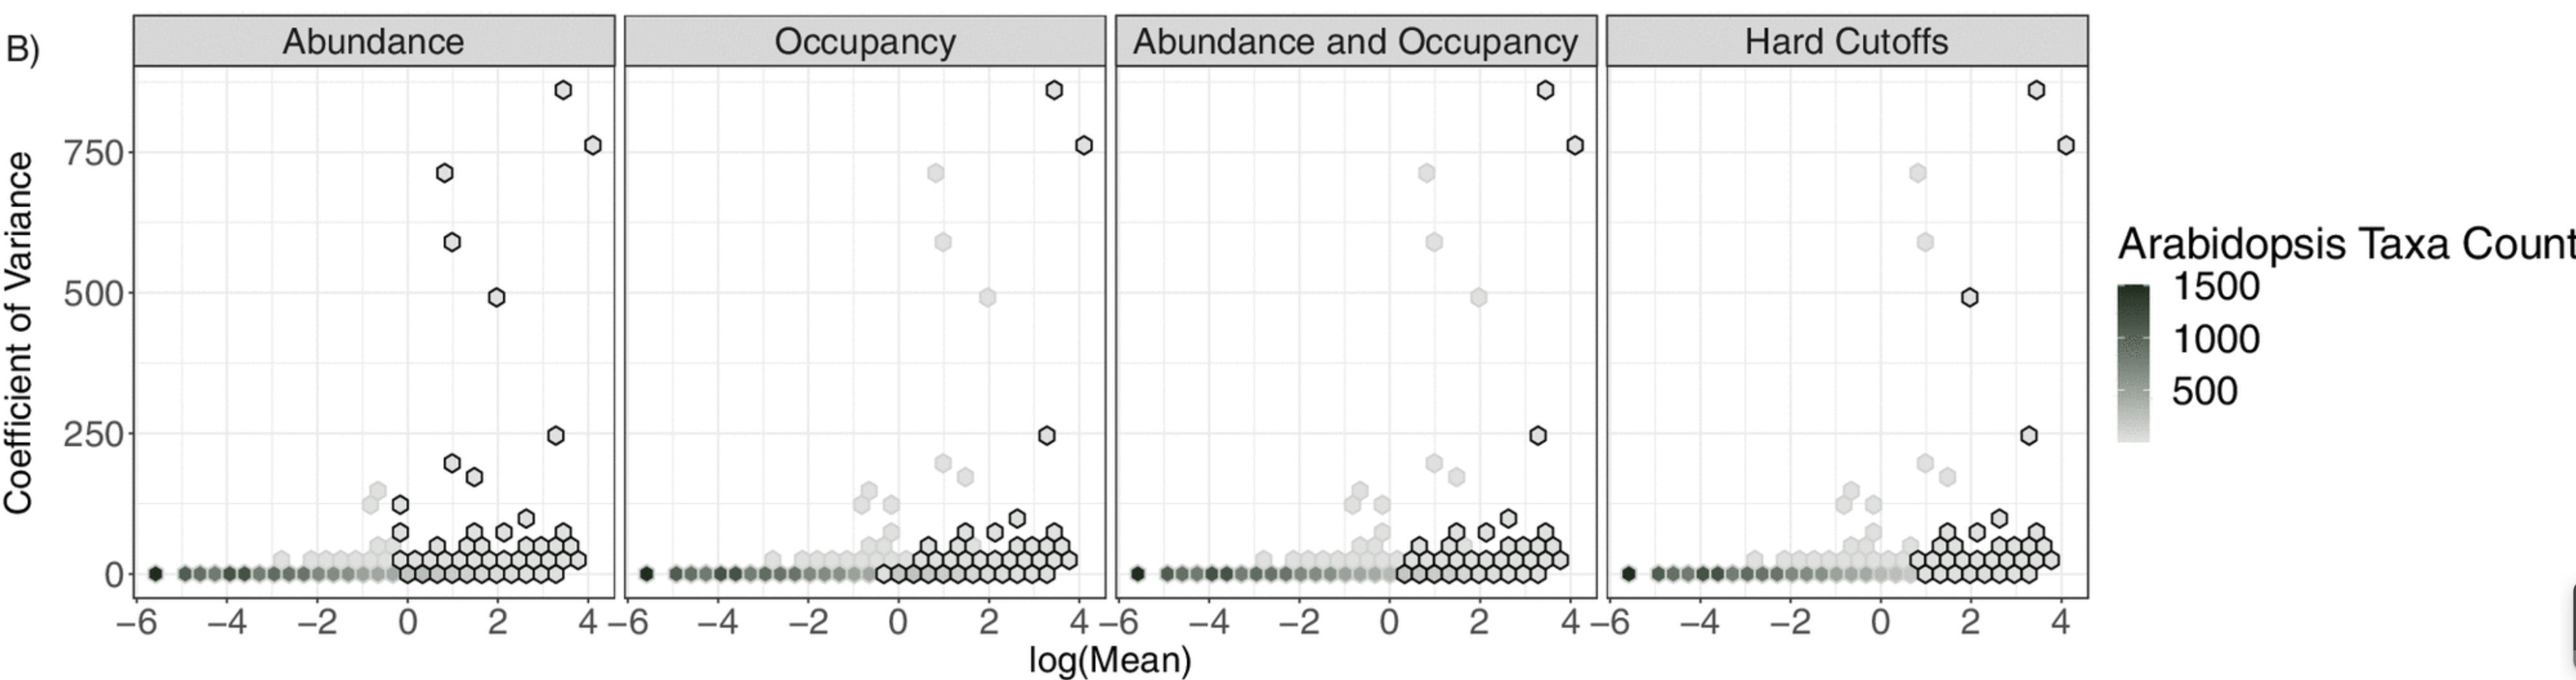 B)
Abundance
Occupancy
Abundance and Occupancy
Hard Cutoffs
Coefficient of Variance
750
500
250
0
−6 −4 −2 0 2 4
−6 −4 −2 0 2 4
−6 −4 −2 0 2 4
−6 −4 −2 0 2 4
log(Mean)
Arabidopsis Taxa Count
1500
1000
500